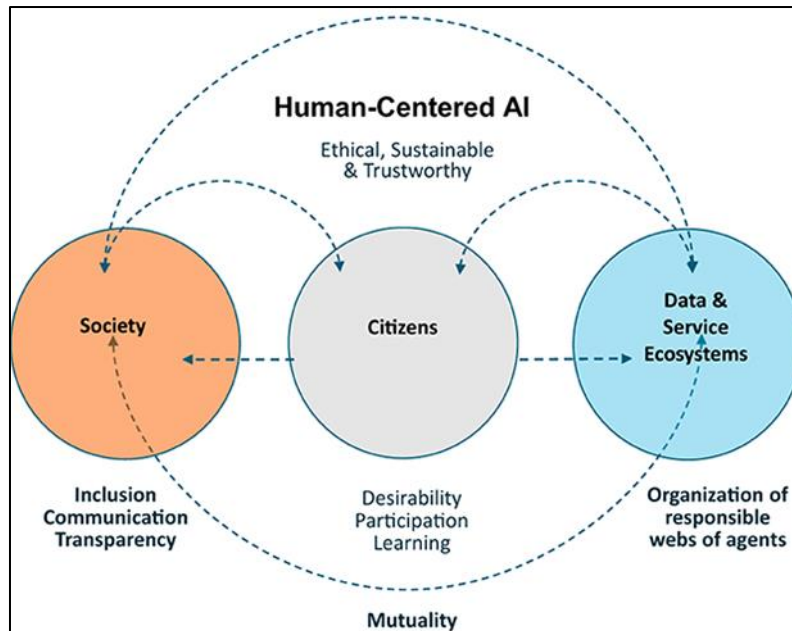 Human-Centered AI
Ethical, Sustainable
& Trustworthy
Society
Citizens
Data &
Service
Ecosystems
Inclusion
Communication
Transparency
Desirability
Participation
Learning
Organization of
responsible
webs of agents
Mutuality